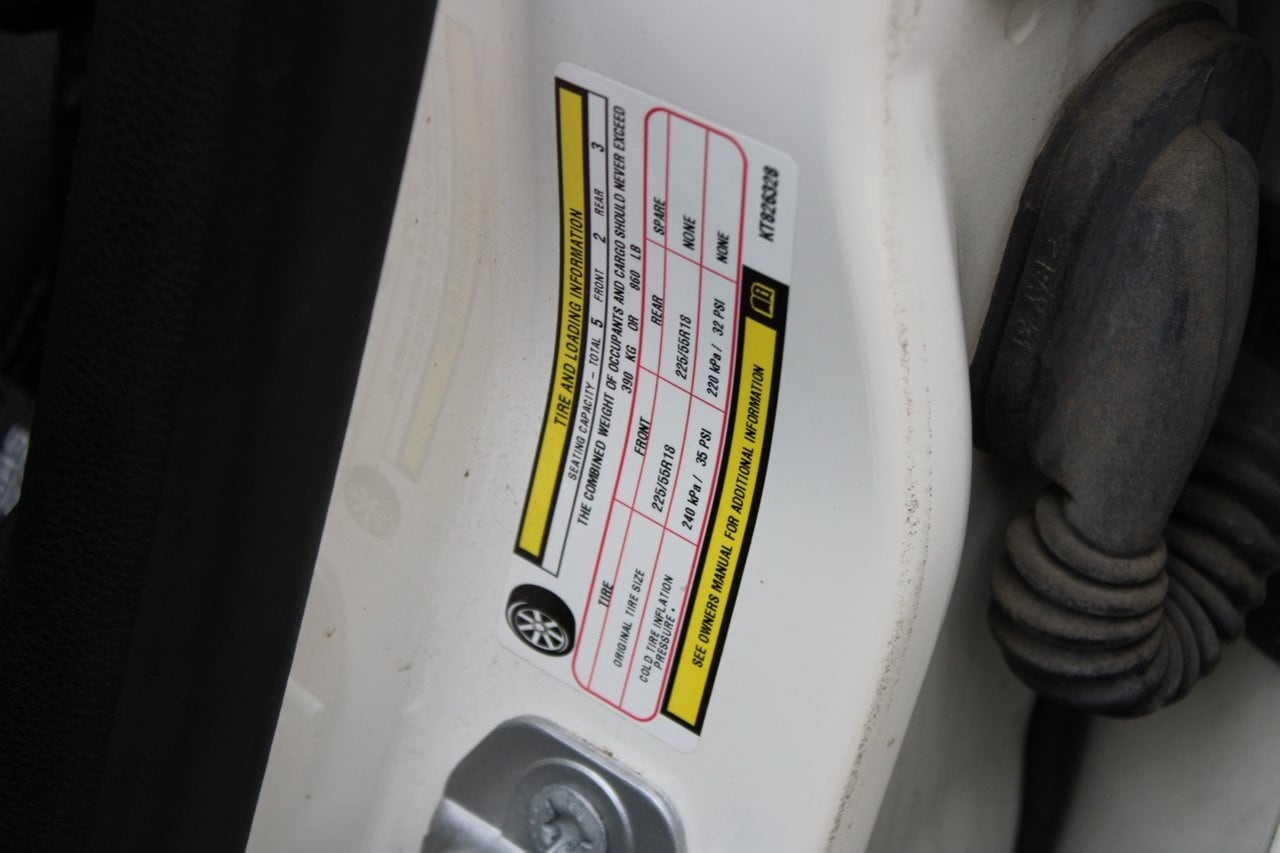 TIRE AND LOADING INFORMATION
SEATING CAPACITY – TOTAL 5 FRONT 2 REAR 3
THE COMBINED WEIGHT OF OCCUPANTS AND CARGO SHOULD NEVER EXCEED
390 KG OR 860 LB
TIRE FRONT REAR SPARE
ORIGINAL TIRE SIZE 225/55R18 225/55R18 NONE
COLD TIRE INFLATION
PRESSURE 240 kPa / 35 PSI 220 kPa / 32 PSI NONE
SEE OWNERS MANUAL FOR ADDITIONAL INFORMATION
KT826328